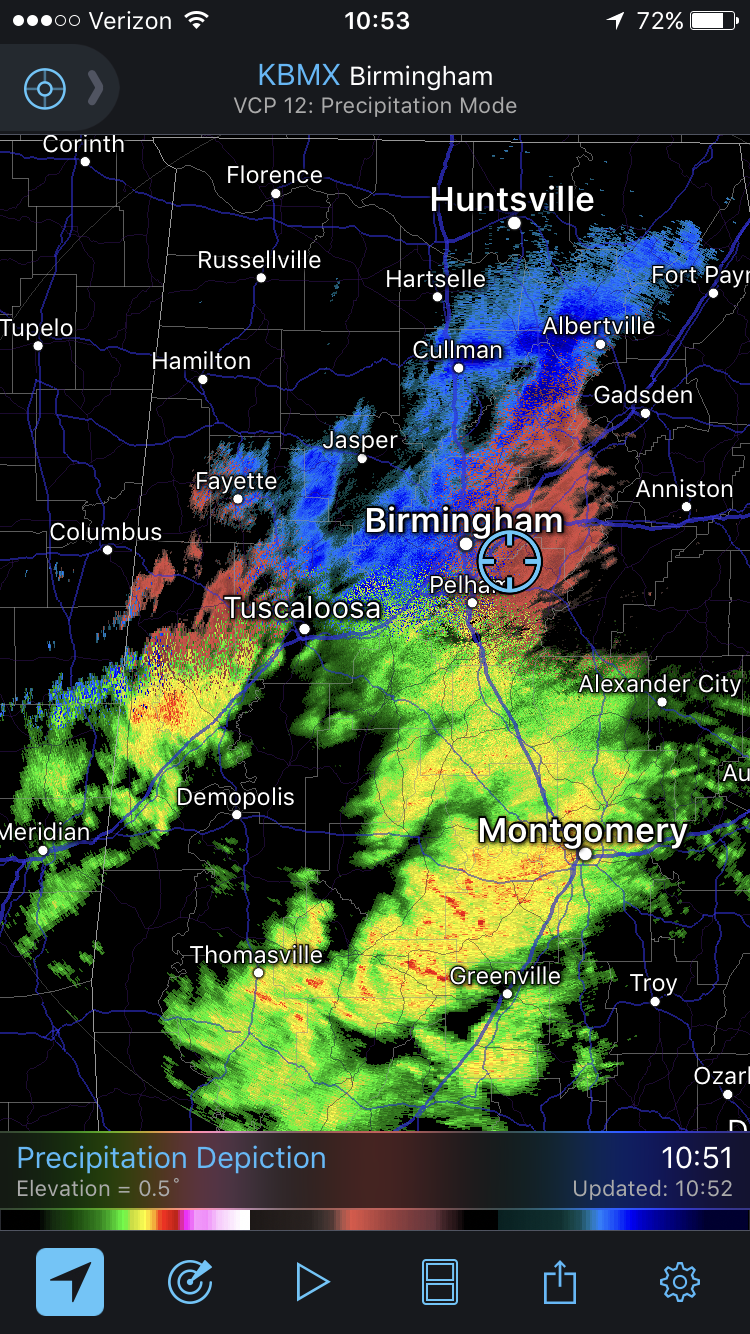 Verizon 10:53 72%
KBMX Birmingham
VCP 12: Precipitation Mode
Corinth
Florence
Huntsville
Russellville
Hartselle
Fort Payn
Tupelo
Albertville
Cullman
Hamilton
Gadsden
Jasper
Fayette
Anniston
Birmingham
Columbus
Pelham
Tuscaloosa
Alexander City
Au
Demopolis
Meridian
Montgomery
Thomasville
Greenville
Troy
Ozark
D
Precipitation Depiction 10:51
Elevation = 0.5° Updated: 10:52